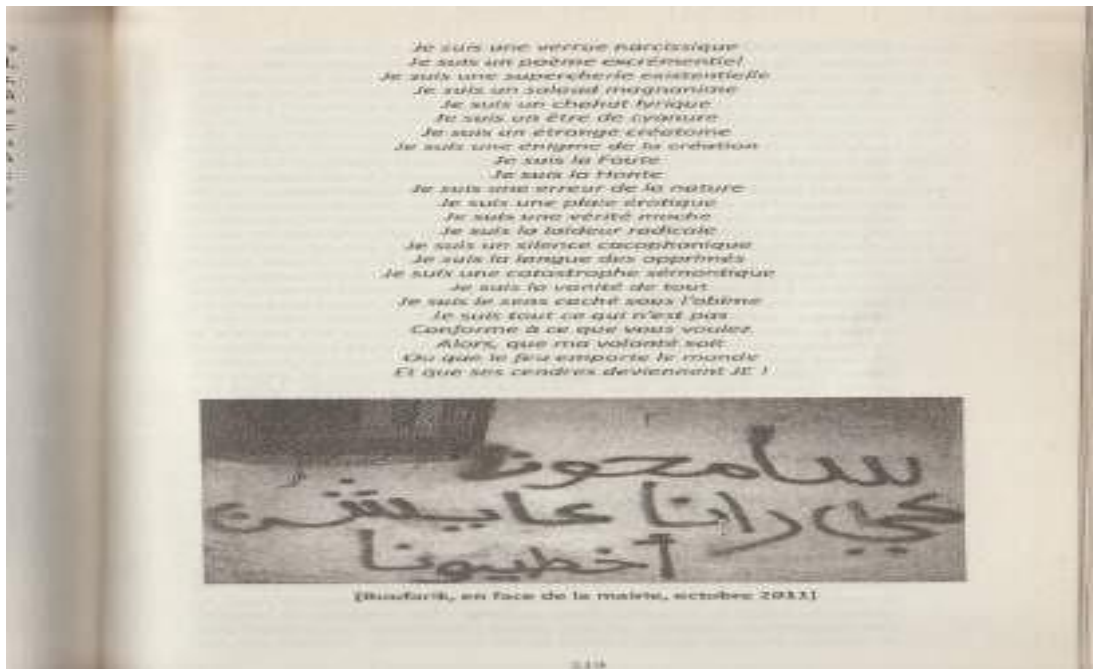 Je suis une verrue narcissique
Je suis un poème excrémentiel
Je suis une supercherie existentielle
Je suis un salaud magnanime
Je suis un chahut lyrique
Je suis un être de cyanure
Je suis un étrange créatome
Je suis une énigme de la création
Je suis la Faute
Je suis la Honte
Je suis une erreur de la nature
Je suis une plaie érotique
Je suis une vérité moche
Je suis la laideur radicale
Je suis un silence cacophonique
Je suis la langue des opprimés
Je suis une catastrophe sémantique
Je suis la vanité de tout
Je suis le sens caché sous l'abîme
Je suis tout ce qui n'est pas
Conforme à ce que vous voulez
Alors, que ma volonté soit
Ou que le feu emporte le monde
Et que ses cendres deviennent JE !
سامحونا
كي رانا عايشين
أخطيونا
[Boufarik, en face de la mairie, octobre 2011]